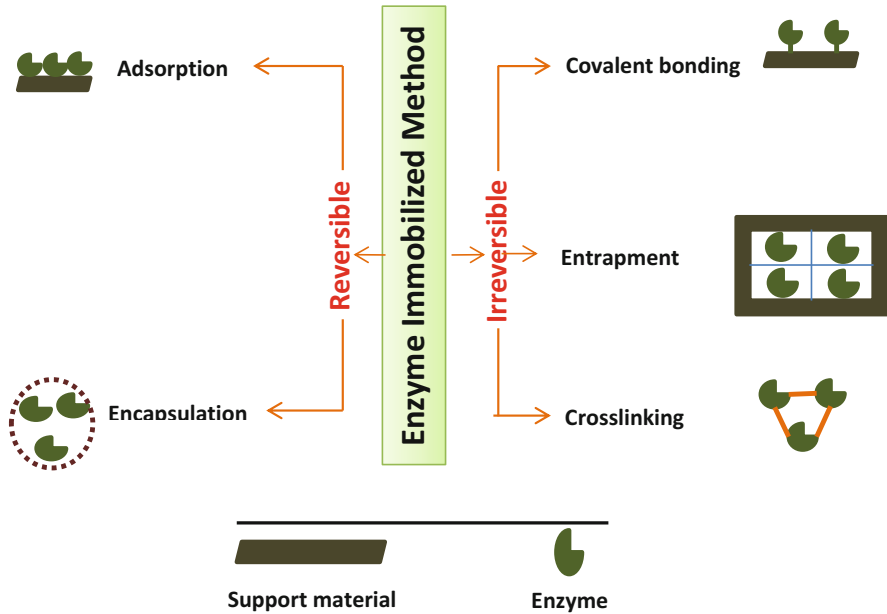 Adsorption
Encapsulation
Reversible
Enzyme Immobilized Method
Irreversible
Covalent bonding
Entrapment
Crosslinking
Support material
Enzyme